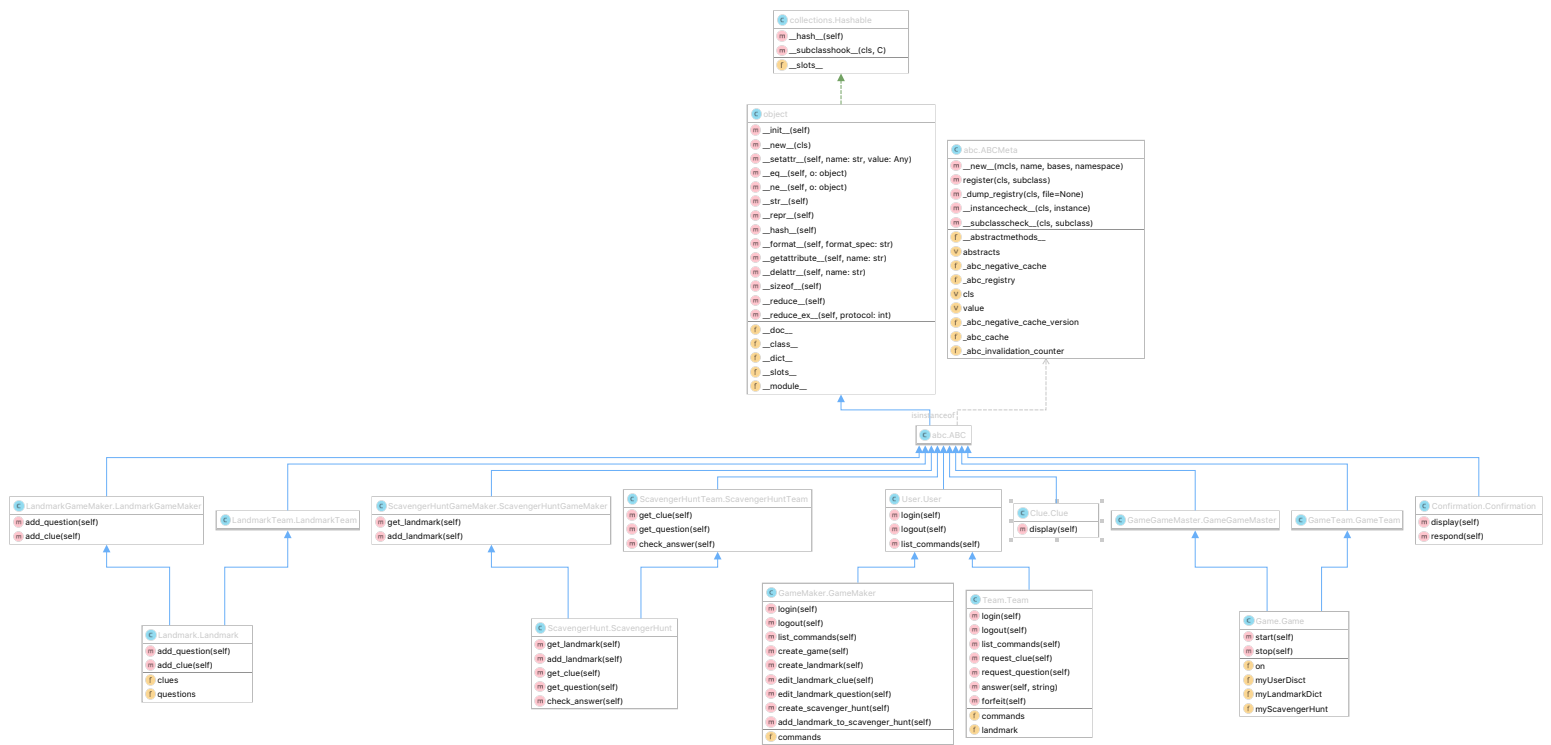 collections.Hashable
__hash__(self)
__subclasshook__(cls, C)
__slots__
object
__init__(self)
__new__(cls)
__setattr__(self, name: str, value: Any)
__eq__(self, o: object)
__ne__(self, o: object)
__str__(self)
__repr__(self)
__hash__(self)
__format__(self, format_spec: str)
__getattribute__(self, name: str)
__delattr__(self, name: str)
__sizeof__(self)
__reduce__(self)
__reduce_ex__(self, protocol: int)
__doc__
__class__
__dict__
__slots__
__module__
abc.ABCMeta
__new__(mcls, name, bases, namespace)
register(cls, subclass)
_dump_registry(cls, file=None)
__instancecheck__(cls, instance)
__subclasscheck__(cls, subclass)
__abstractmethods__
abstracts
_abc_negative_cache
_abc_registry
cls
value
_abc_negative_cache_version
_abc_cache
_abc_invalidation_counter
isinstanceof
abc.ABC
LandmarkGameMaker.LandmarkGameMaker
add_question(self)
add_clue(self)
LandmarkTeam.LandmarkTeam
ScavengerHuntGameMaker.ScavengerHuntGameMaker
get_landmark(self)
add_landmark(self)
ScavengerHuntTeam.ScavengerHuntTeam
get_clue(self)
get_question(self)
check_answer(self)
User.User
login(self)
logout(self)
list_commands(self)
Clue.Clue
display(self)
GameGameMaster.GameGameMaster
GameTeam.GameTeam
Confirmation.Confirmation
display(self)
respond(self)
Landmark.Landmark
add_question(self)
add_clue(self)
clues
questions
ScavengerHunt.ScavengerHunt
get_landmark(self)
add_landmark(self)
get_clue(self)
get_question(self)
check_answer(self)
GameMaker.GameMaker
login(self)
logout(self)
list_commands(self)
create_game(self)
create_landmark(self)
edit_landmark_clue(self)
edit_landmark_question(self)
create_scavenger_hunt(self)
add_landmark_to_scavenger_hunt(self)
commands
Team.Team
login(self)
logout(self)
list_commands(self)
request_clue(self)
request_question(self)
answer(self, string)
forfeit(self)
commands
landmark
Game.Game
start(self)
stop(self)
on
myUserDisct
myLandmarkDict
myScavengerHunt